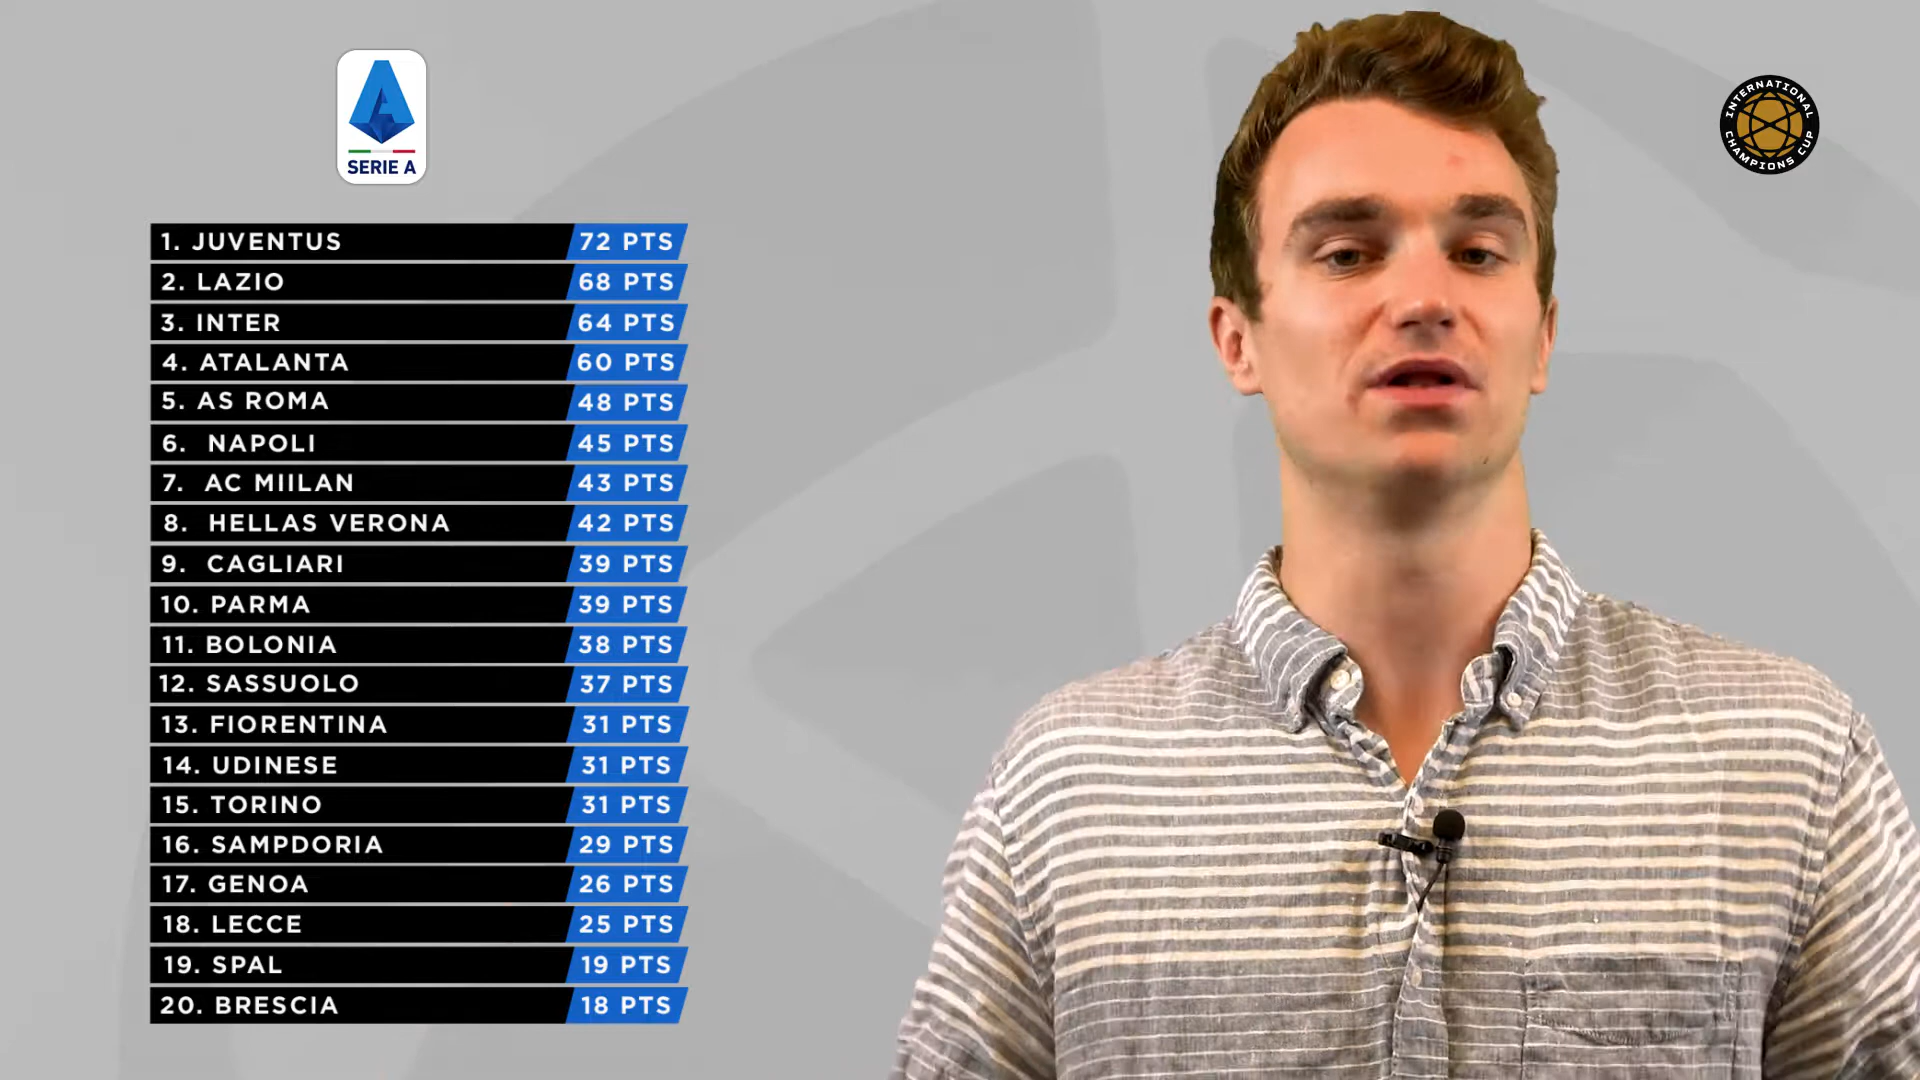 SERIE A
INTERNATIONAL
CHAMPIONS CUP
1. JUVENTUS 72 PTS
2. LAZIO 68 PTS
3. INTER 64 PTS
4. ATALANTA 60 PTS
5. AS ROMA 48 PTS
6. NAPOLI 45 PTS
7. AC MIILAN 43 PTS
8. HELLAS VERONA 42 PTS
9. CAGLIARI 39 PTS
10. PARMA 39 PTS
11. BOLONIA 38 PTS
12. SASSUOLO 37 PTS
13. FIORENTINA 31 PTS
14. UDINESE 31 PTS
15. TORINO 31 PTS
16. SAMPDORIA 29 PTS
17. GENOA 26 PTS
18. LECCE 25 PTS
19. SPAL 19 PTS
20. BRESCIA 18 PTS